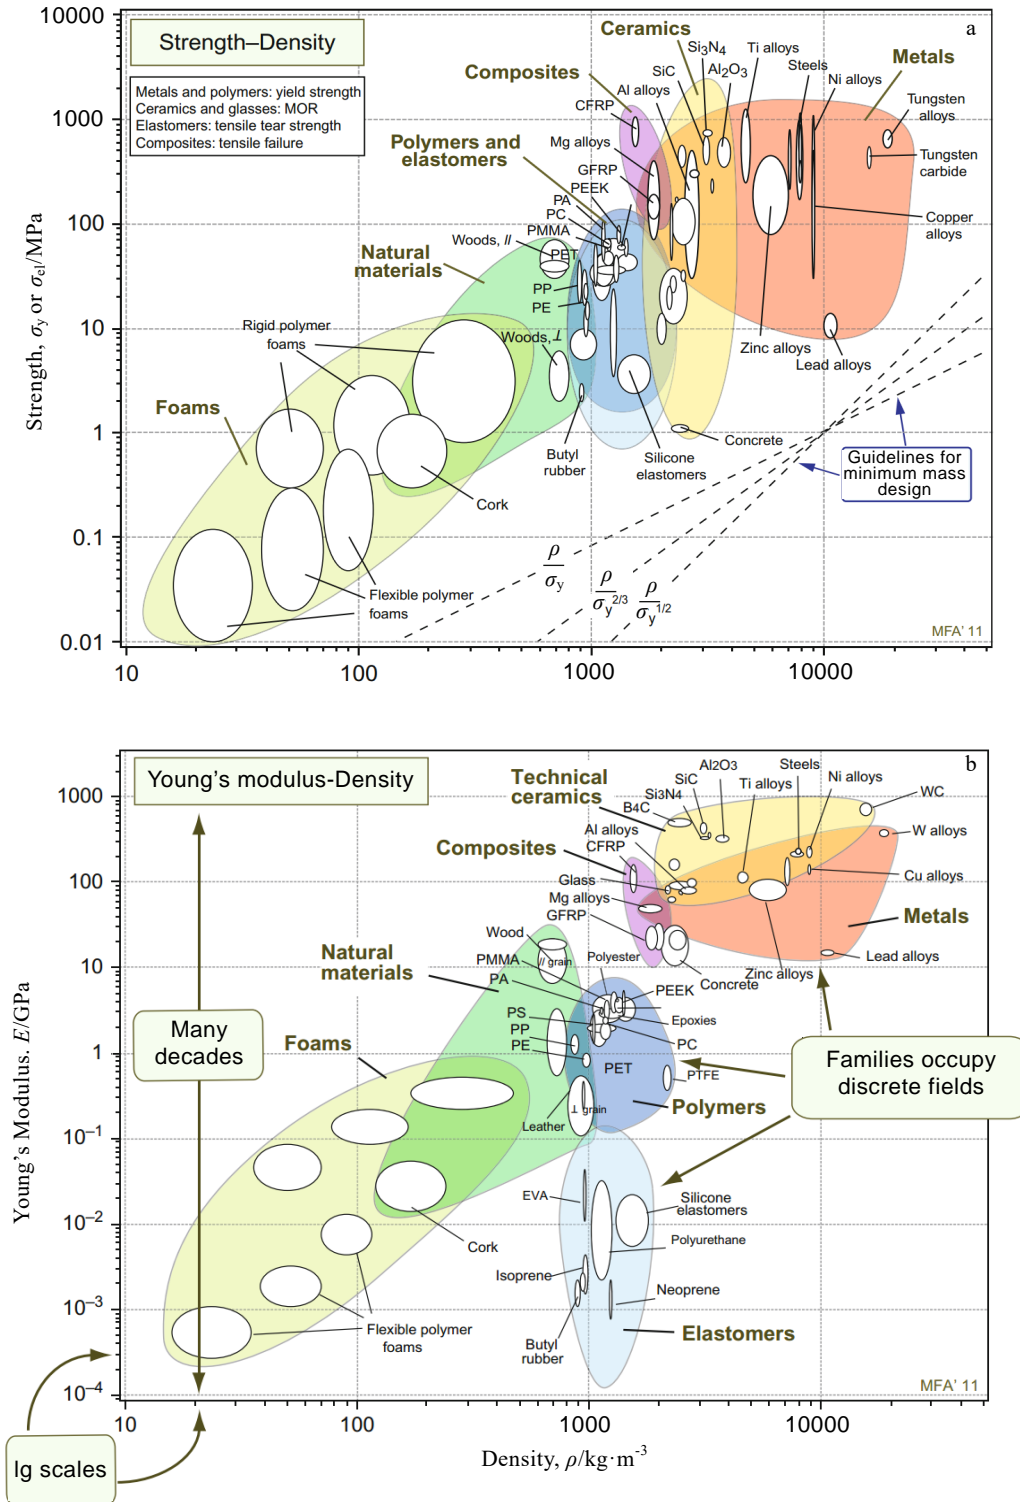 a
Strength–Density
Metals and polymers: yield strength
Ceramics and glasses: MOR
Elastomers: tensile tear strength
Composites: tensile failure
Strength, σy or σel/MPa
10000
1000
100
10
1
0.1
0.01
10
100
1000
10000
Ceramics
Si3N4
Ti alloys
Al2O3
Steels
Metals
SiC
Ni alloys
Composites
Al alloys
CFRP
Tungsten
alloys
Polymers and
elastomers
Mg alloys
GFRP
PEEK
Tungsten
carbide
PA
PC
PMMA
Copper
alloys
Woods, //
PET
Natural
materials
PP
PE
Rigid polymer
foams
Woods,⊥
Zinc alloys
Lead alloys
Foams
Butyl
rubber
Silicone
elastomers
Concrete
Guidelines for
minimum mass
design
Cork
Flexible polymer
foams
ρ
σy
ρ
σy2/3
ρ
σy1/2
MFA' 11
b
Young's modulus-Density
Young's Modulus. E/GPa
1000
100
10
1
10–1
10–2
10–3
10–4
10
100
1000
10000
Density, ρ/kg·m-3
Technical
ceramics
Al2O3
Steels
SiC
Ti alloys
Ni alloys
Si3N4
WC
B4C
Al alloys
W alloys
Composites
CFRP
Glass
Cu alloys
Mg alloys
GFRP
Metals
Wood
// grain
Natural
materials
PMMA
Polyester
Lead alloys
Zinc alloys
Concrete
PA
PEEK
PS
Epoxies
PP
PE
PC
Many
decades
Foams
PET
PTFE
Families occupy
discrete fields
⊥ grain
Polymers
Leather
EVA
Silicone
elastomers
Polyurethane
Cork
Isoprene
Neoprene
Flexible polymer
foams
Butyl
rubber
Elastomers
MFA' 11
lg scales